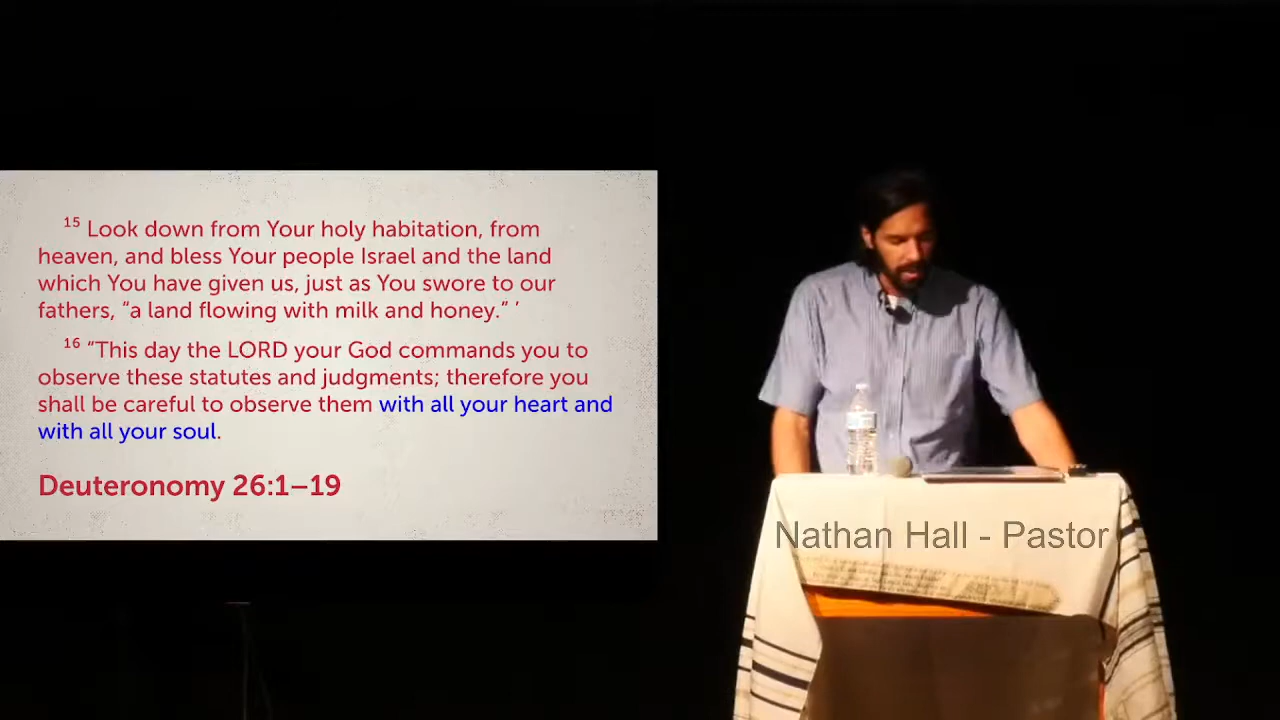 15 Look down from Your holy habitation, from
heaven, and bless Your people Israel and the land
which You have given us, just as You swore to our
fathers, “a land flowing with milk and honey.” ’
16 “This day the LORD your God commands you to
observe these statutes and judgments; therefore you
shall be careful to observe them with all your heart and
with all your soul.
Deuteronomy 26:1–19
Nathan Hall - Pastor